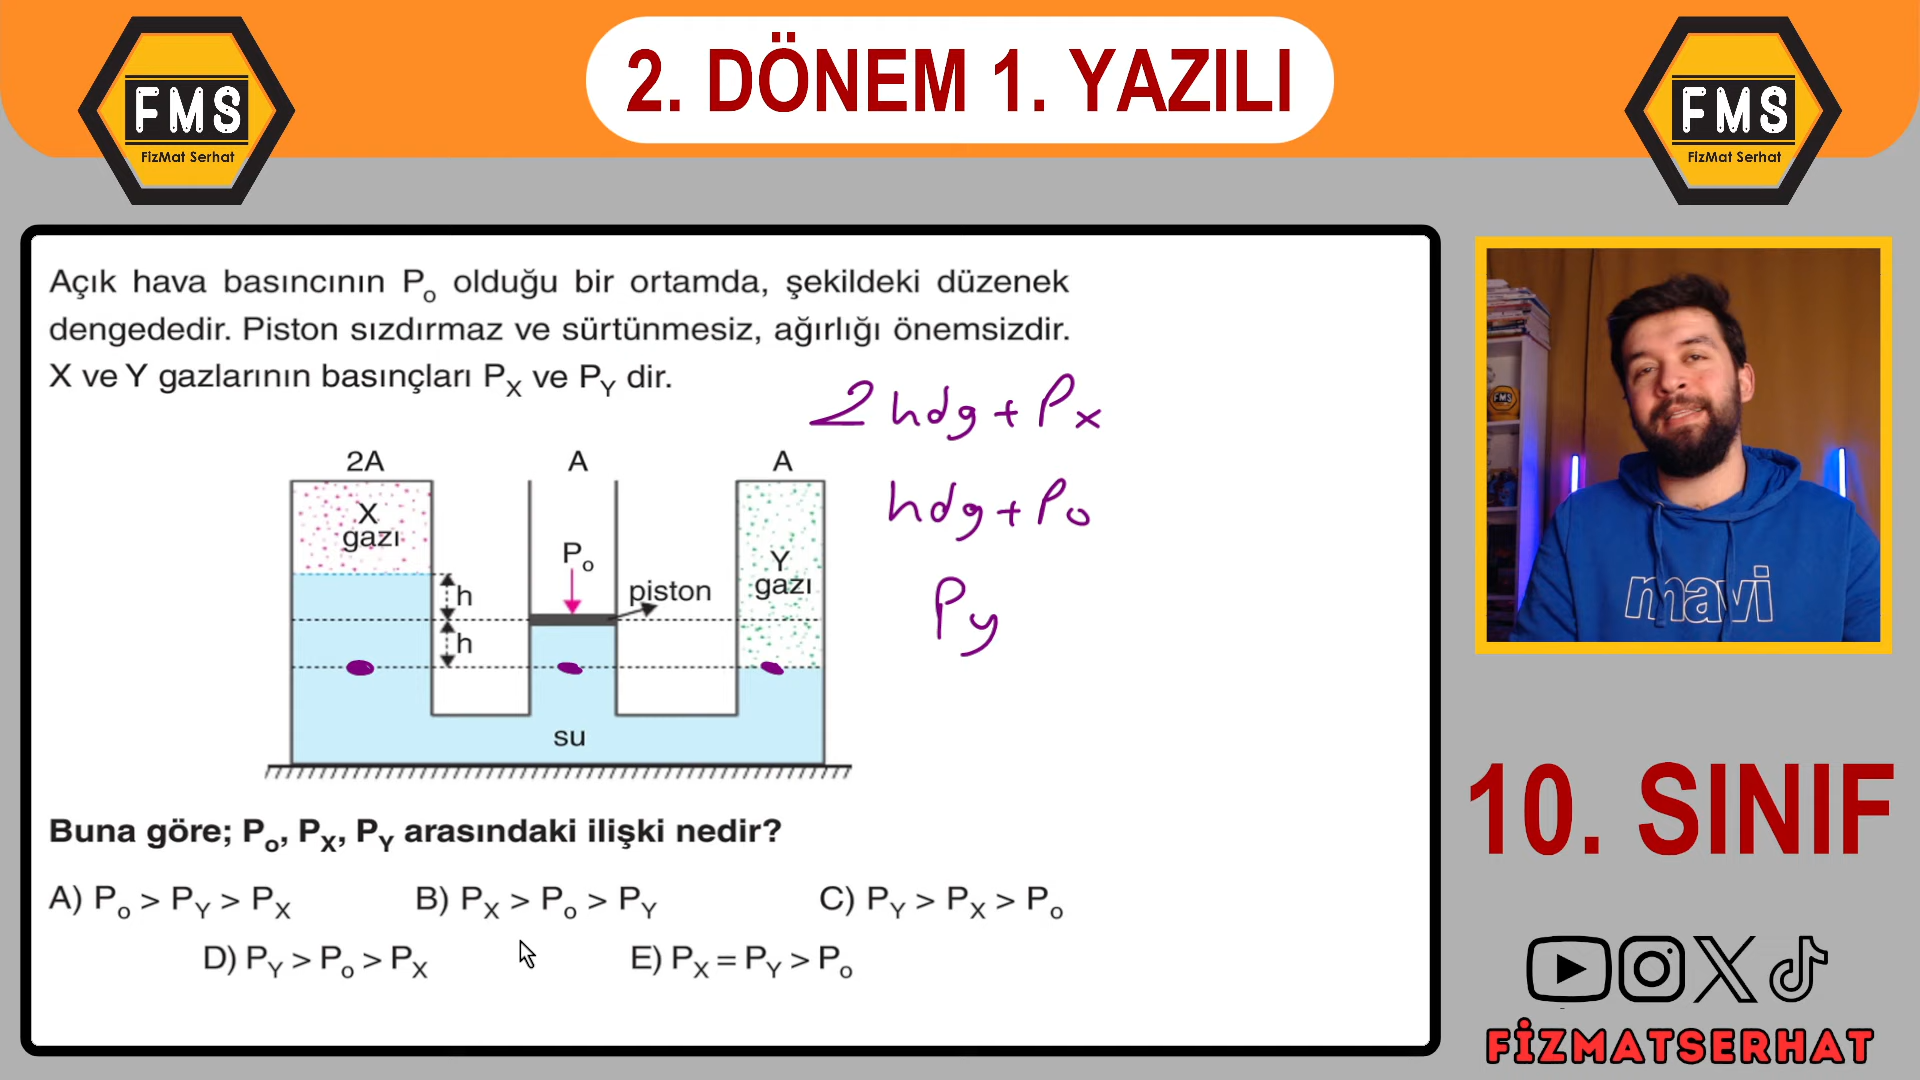 2. DÖNEM 1. YAZILI
FMS
FizMat Serhat
FMS
FizMat Serhat
Açık hava basıncının Po olduğu bir ortamda, şekildeki düzenek
dengededir. Piston sızdırmaz ve sürtünmesiz, ağırlığı önemsizdir.
X ve Y gazlarının basınçları PX ve PY dir.
2hdg + Px
hdg + Po
Py
2A
A
A
X
gazı
Po
piston
Y
gazı
h
h
su
Buna göre; Po, PX, PY arasındaki ilişki nedir?
A) Po > PY > PX
B) PX > Po > PY
C) PY > PX > Po
D) PY > Po > PX
E) PX = PY > Po
FMS
mavi
10. SINIF
FİZMATSERHAT